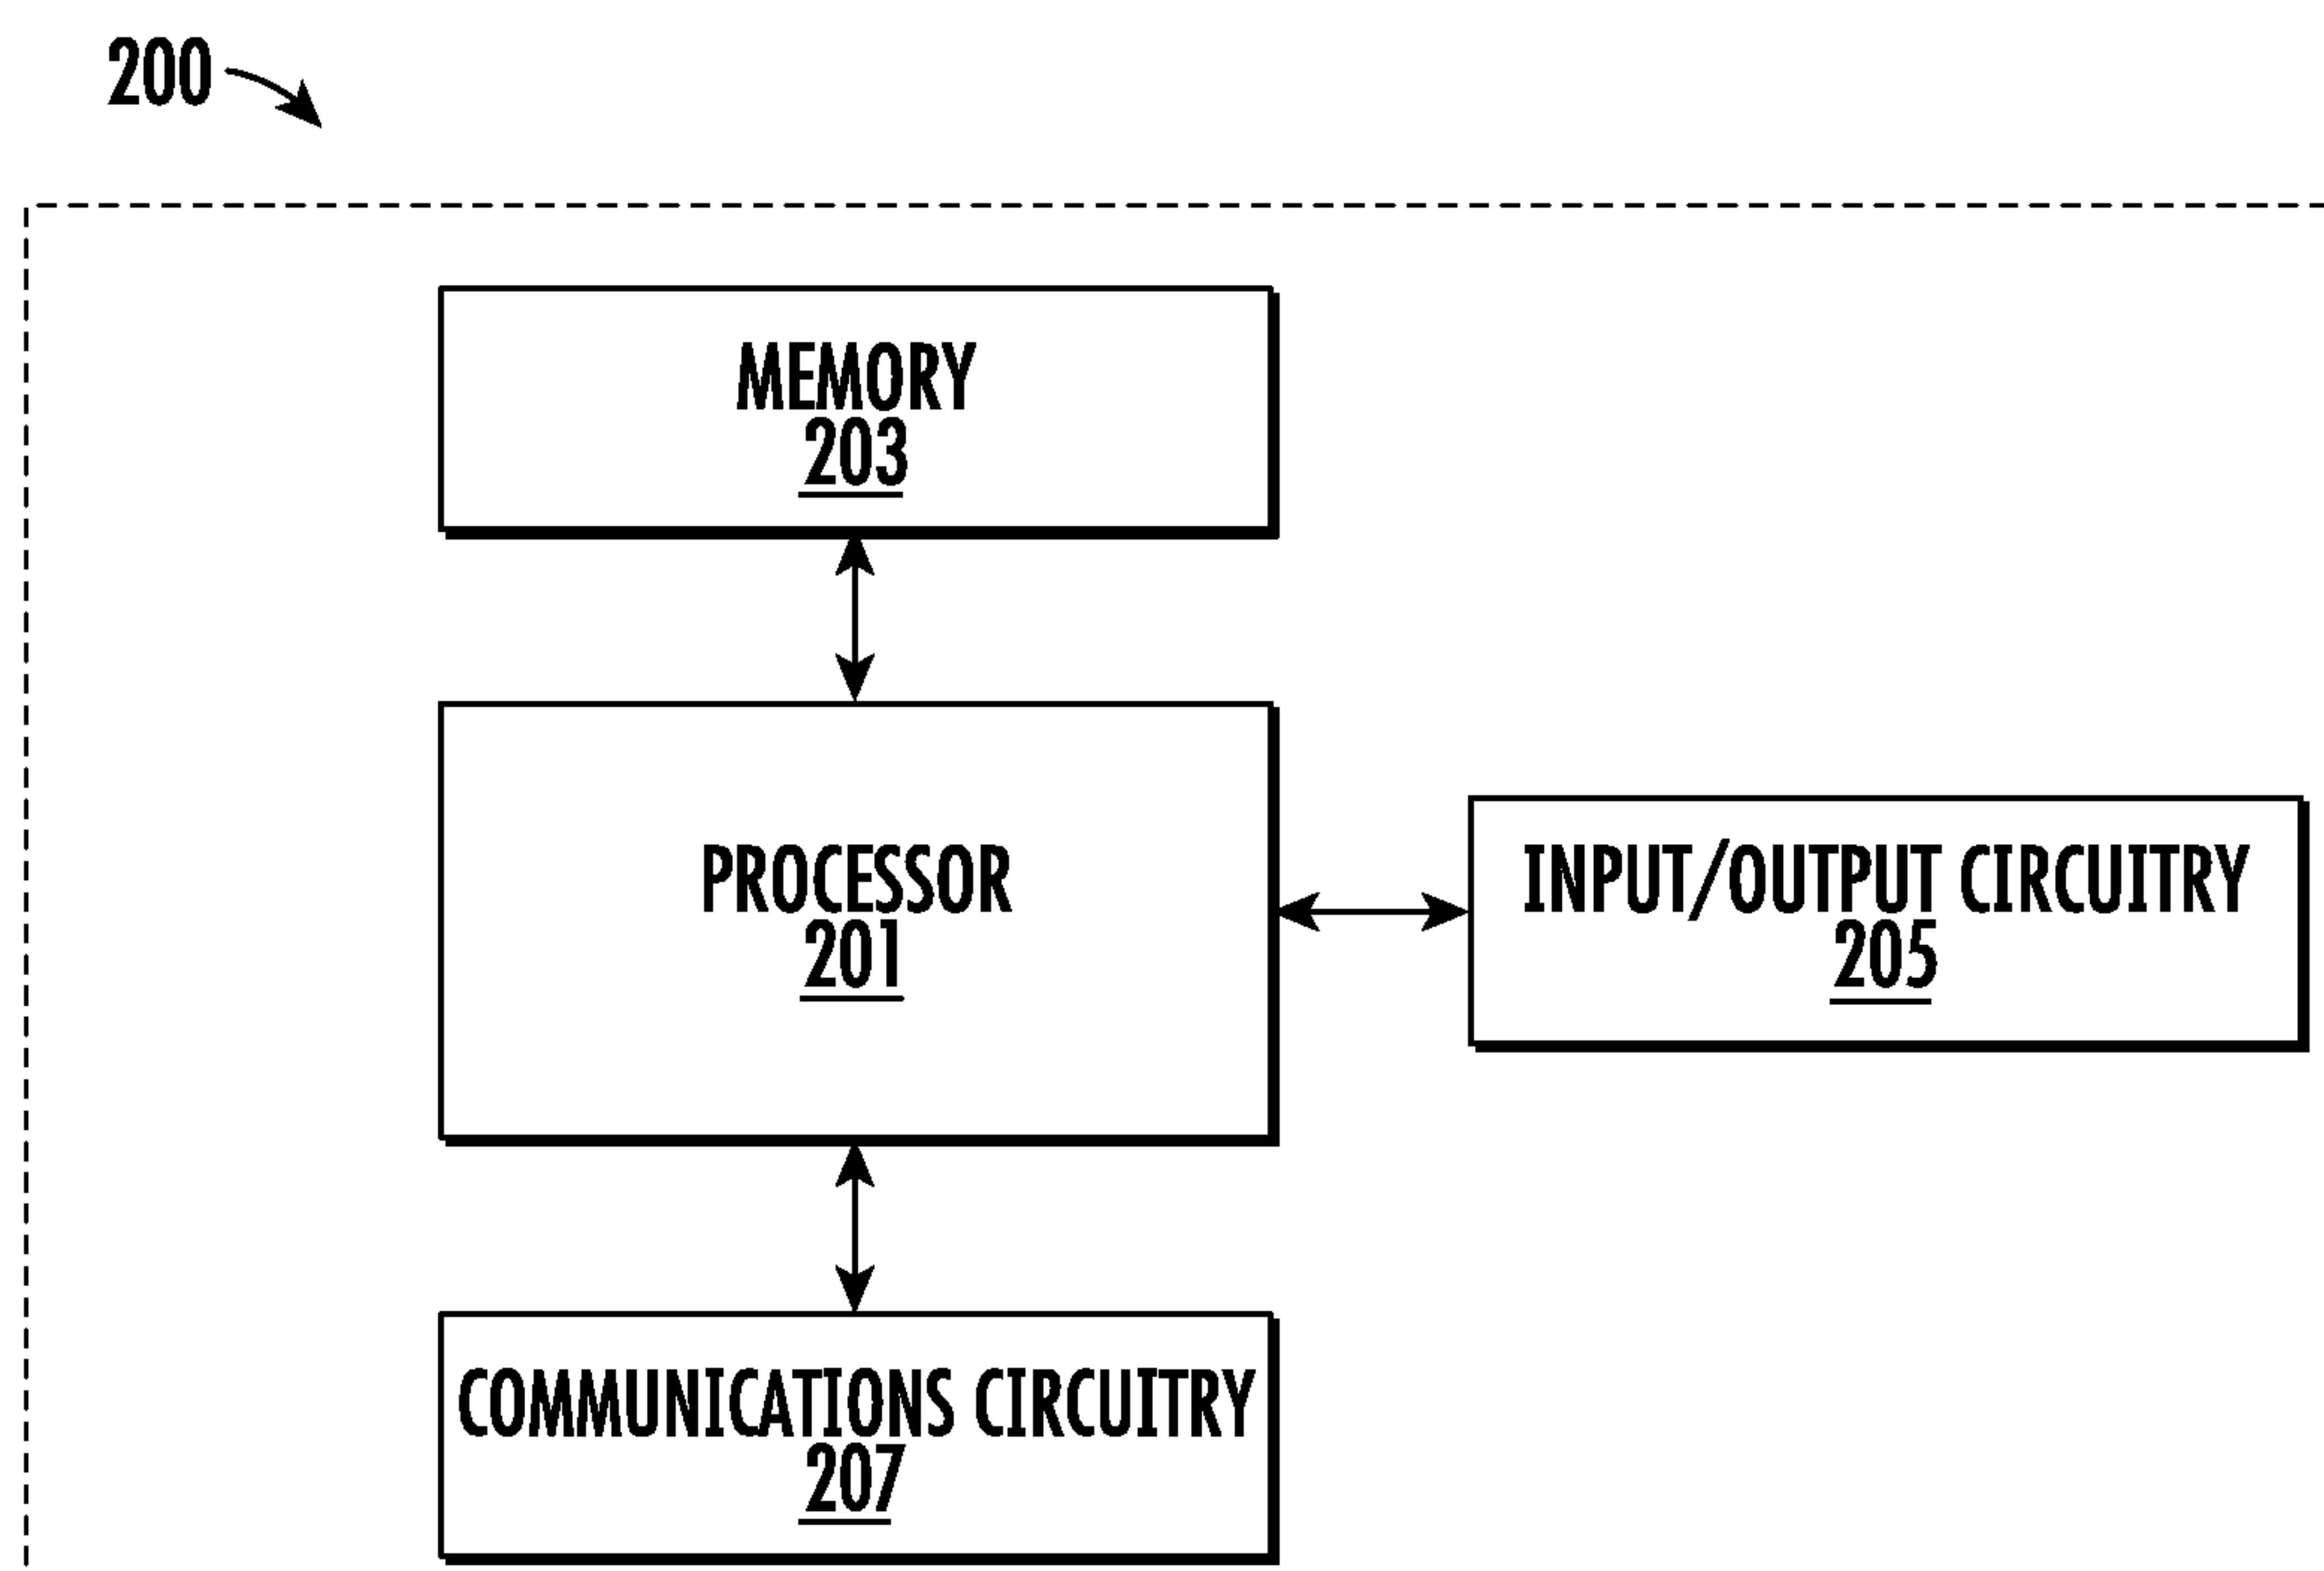 200
MEMORY
203
PROCESSOR
201
INPUT/OUTPUT CIRCUITRY
205
COMMUNICATIONS CIRCUITRY
207